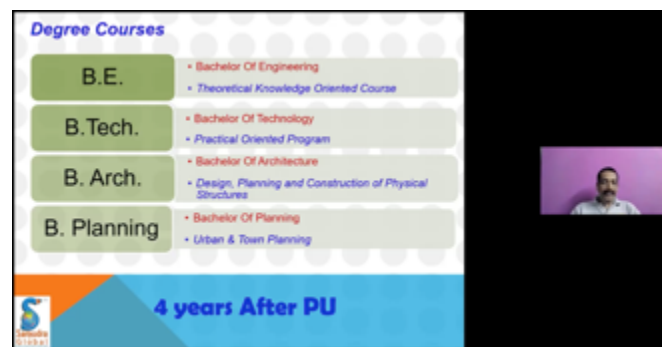 Degree Courses
B.E.
• Bachelor Of Engineering
• Theoretical Knowledge Oriented Course
B.Tech.
• Bachelor Of Technology
• Practical Oriented Program
B. Arch.
• Bachelor Of Architecture
• Design, Planning and Construction of Physical
Structures
B. Planning
• Bachelor Of Planning
• Urban & Town Planning
4 years After PU
Global